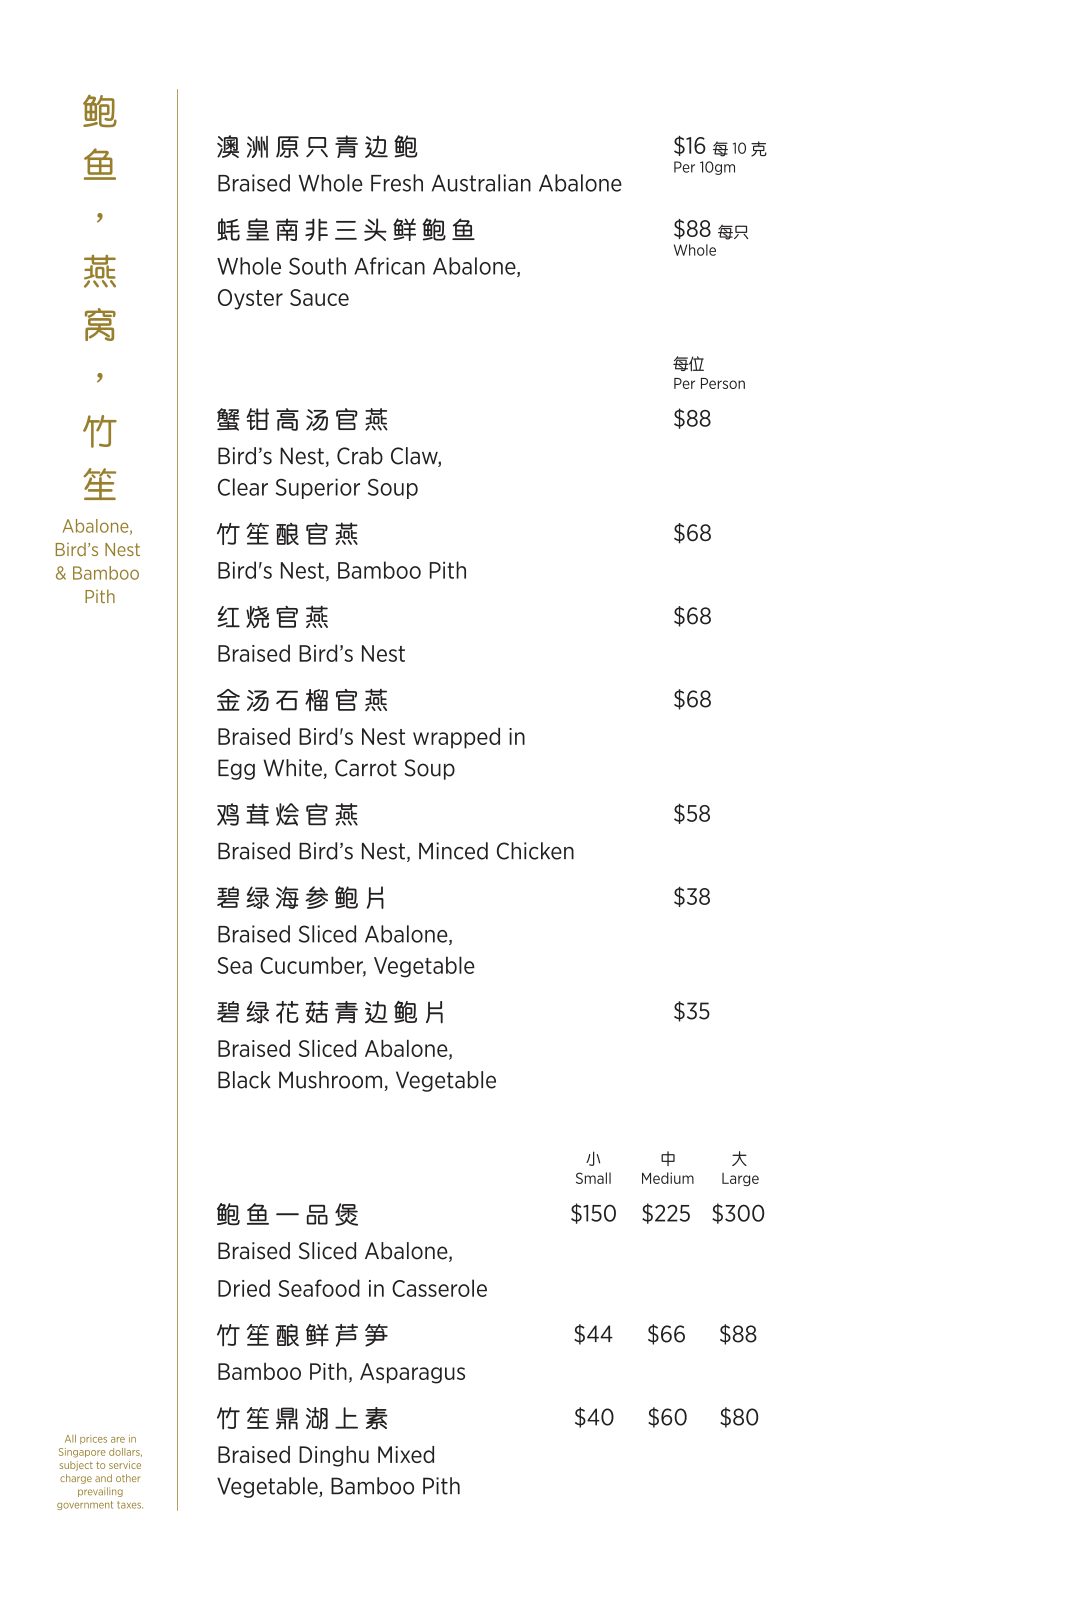 鲍鱼，燕窝，竹笙
Abalone,
Bird’s Nest
& Bamboo
Pith
澳洲原只青边鲍 $16 每 10 克
Braised Whole Fresh Australian Abalone Per 10gm
蚝皇南非三头鲜鲍鱼 $88 每只
Whole South African Abalone, Whole
Oyster Sauce
每位
Per Person
蟹钳高汤官燕 $88
Bird’s Nest, Crab Claw,
Clear Superior Soup
竹笙酿官燕 $68
Bird's Nest, Bamboo Pith
红烧官燕 $68
Braised Bird’s Nest
金汤石榴官燕 $68
Braised Bird's Nest wrapped in
Egg White, Carrot Soup
鸡茸烩官燕 $58
Braised Bird’s Nest, Minced Chicken
碧绿海参鲍片 $38
Braised Sliced Abalone,
Sea Cucumber, Vegetable
碧绿花菇青边鲍片 $35
Braised Sliced Abalone,
Black Mushroom, Vegetable
小 中 大
Small Medium Large
鲍鱼一品煲 $150 $225 $300
Braised Sliced Abalone,
Dried Seafood in Casserole
竹笙酿鲜芦笋 $44 $66 $88
Bamboo Pith, Asparagus
竹笙鼎湖上素 $40 $60 $80
Braised Dinghu Mixed
Vegetable, Bamboo Pith
All prices are in
Singapore dollars,
subject to service
charge and other
prevailing
government taxes.